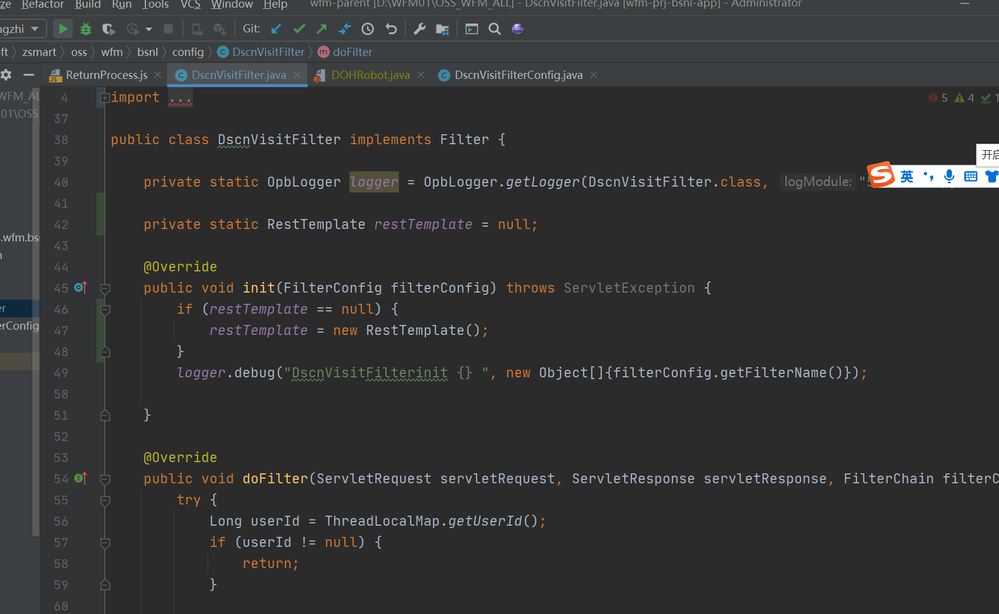 ze Refactor Build Run Tools VCS Window Help wfm-parent [D:\WFM01\OSS_WFM_ALL] - DscnVisitFilter.java [wfm-prj-bsnl-app] - Administrator
ngzhi Git:
ft zsmart oss wfm bsnl config DscnVisitFilter doFilter
ReturnProcess.js DscnVisitFilter.java DOHRobot.java DscnVisitFilterConfig.java
WFM_AL
01\OSS_
s.wfm.bsn
er
erConfig
5 4 1
4 import ...
37
38 public class DscnVisitFilter implements Filter {
39
开启
英
40 private static OpbLogger logger = OpbLogger.getLogger(DscnVisitFilter.class, logModule: "5
41
42 private static RestTemplate restTemplate = null;
43
44 @Override
45 public void init(FilterConfig filterConfig) throws ServletException {
46 if (restTemplate == null) {
47 restTemplate = new RestTemplate();
48 }
49 logger.debug("DscnVisitFilterinit {} ", new Object[]{filterConfig.getFilterName()});
50
51 }
52
53 @Override
54 public void doFilter(ServletRequest servletRequest, ServletResponse servletResponse, FilterChain filterC
55 try {
56 Long userId = ThreadLocalMap.getUserId();
57 if (userId != null) {
58 return;
59 }
60